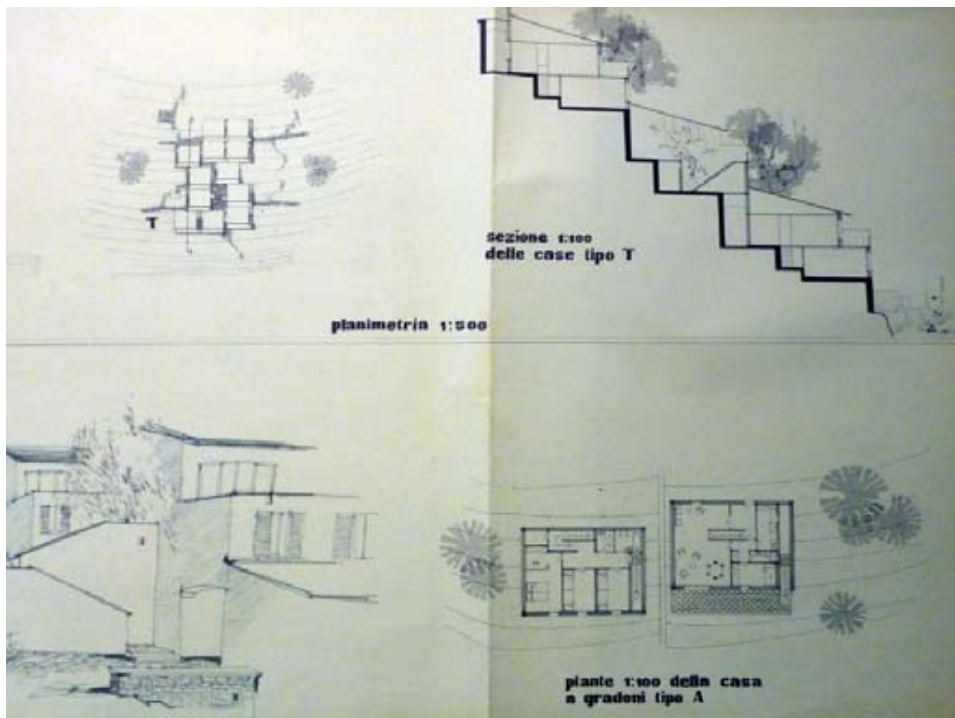 T
sezione 1:100
delle case tipo T
planimetria 1:500
piante 1:100 della casa
a gradoni tipo A